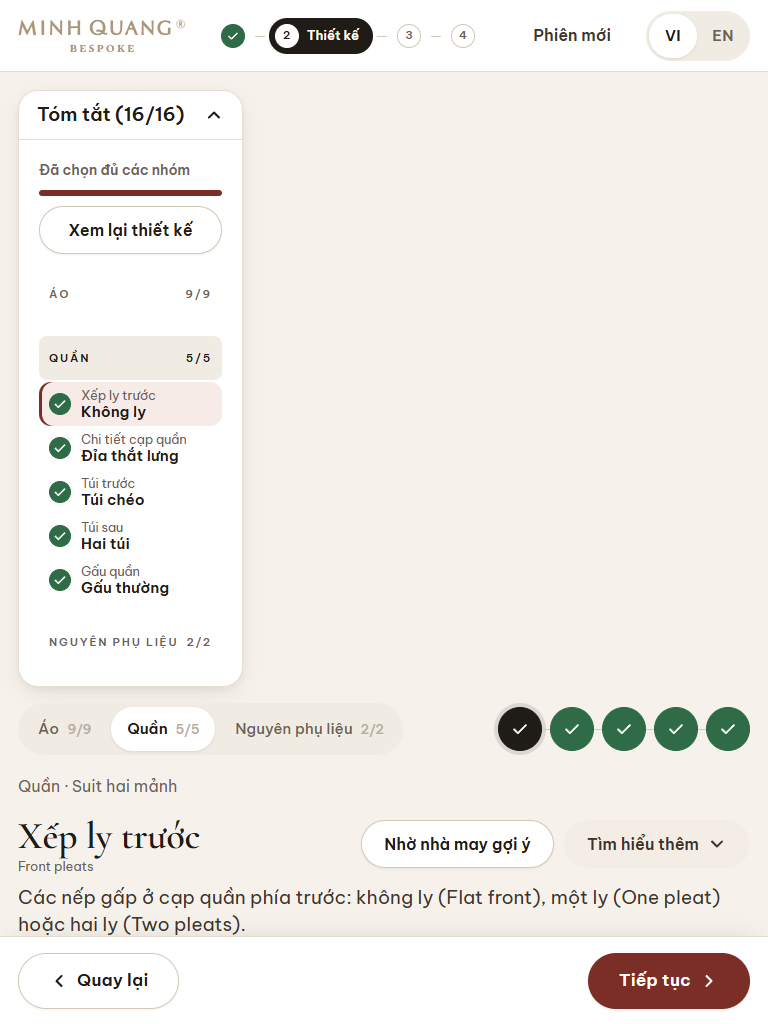 MINH QUANG®
BESPOKE
2 Thiết kế
3
4
Phiên mới
VI
EN
Tóm tắt (16/16)
Đã chọn đủ các nhóm
Xem lại thiết kế
ÁO 9/9
QUẦN 5/5
Xếp ly trước
Không ly
Chi tiết cạp quần
Đỉa thắt lưng
Túi trước
Túi chéo
Túi sau
Hai túi
Gấu quần
Gấu thường
NGUYÊN PHỤ LIỆU 2/2
Áo 9/9
Quần 5/5
Nguyên phụ liệu 2/2
Quần · Suit hai mảnh
Xếp ly trước
Front pleats
Nhờ nhà may gợi ý
Tìm hiểu thêm
Các nếp gấp ở cạp quần phía trước: không ly (Flat front), một ly (One pleat)
hoặc hai ly (Two pleats).
Quay lại
Tiếp tục